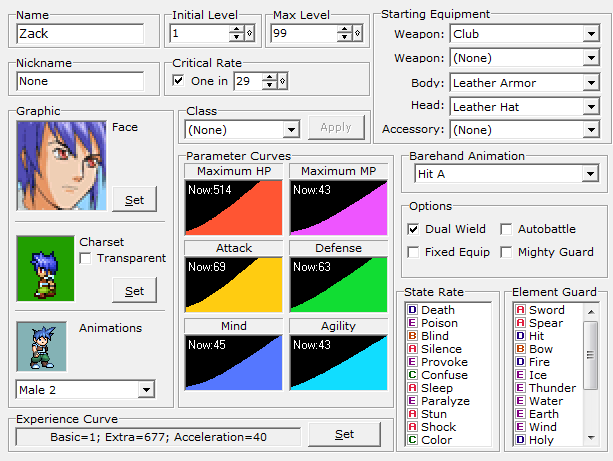 Name
Zack
Initial Level
1
Max Level
99
Starting Equipment
Weapon:
Club
Weapon:
(None)
Body:
Leather Armor
Head:
Leather Hat
Accessory:
(None)
Nickname
None
Critical Rate
One in
29
Graphic
Face
Set
Charset
Transparent
Set
Animations
Male 2
Class
(None)
Apply
Parameter Curves
Maximum HP
Now:514
Maximum MP
Now:43
Attack
Now:69
Defense
Now:63
Mind
Now:45
Agility
Now:43
Barehand Animation
Hit A
Options
Dual Wield
Autobattle
Fixed Equip
Mighty Guard
State Rate
D Death
E Poison
B Blind
A Silence
E Provoke
C Confuse
A Sleep
E Paralyze
A Stun
A Shock
C Color
Element Guard
A Sword
A Spear
D Hit
B Bow
D Fire
E Ice
E Thunder
E Water
E Earth
E Wind
D Holy
Experience Curve
Basic=1; Extra=677; Acceleration=40
Set